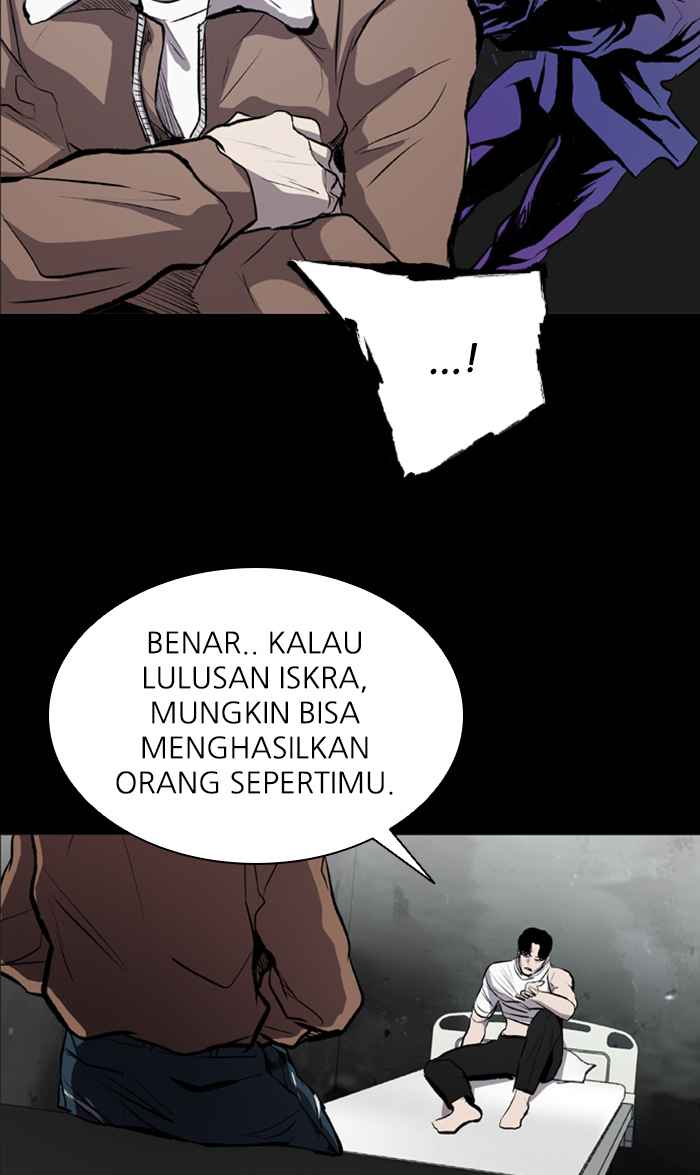 ...!
BENAR.. KALAU
LULUSAN ISKRA,
MUNGKIN BISA
MENGHASILKAN
ORANG SEPERTIMU.